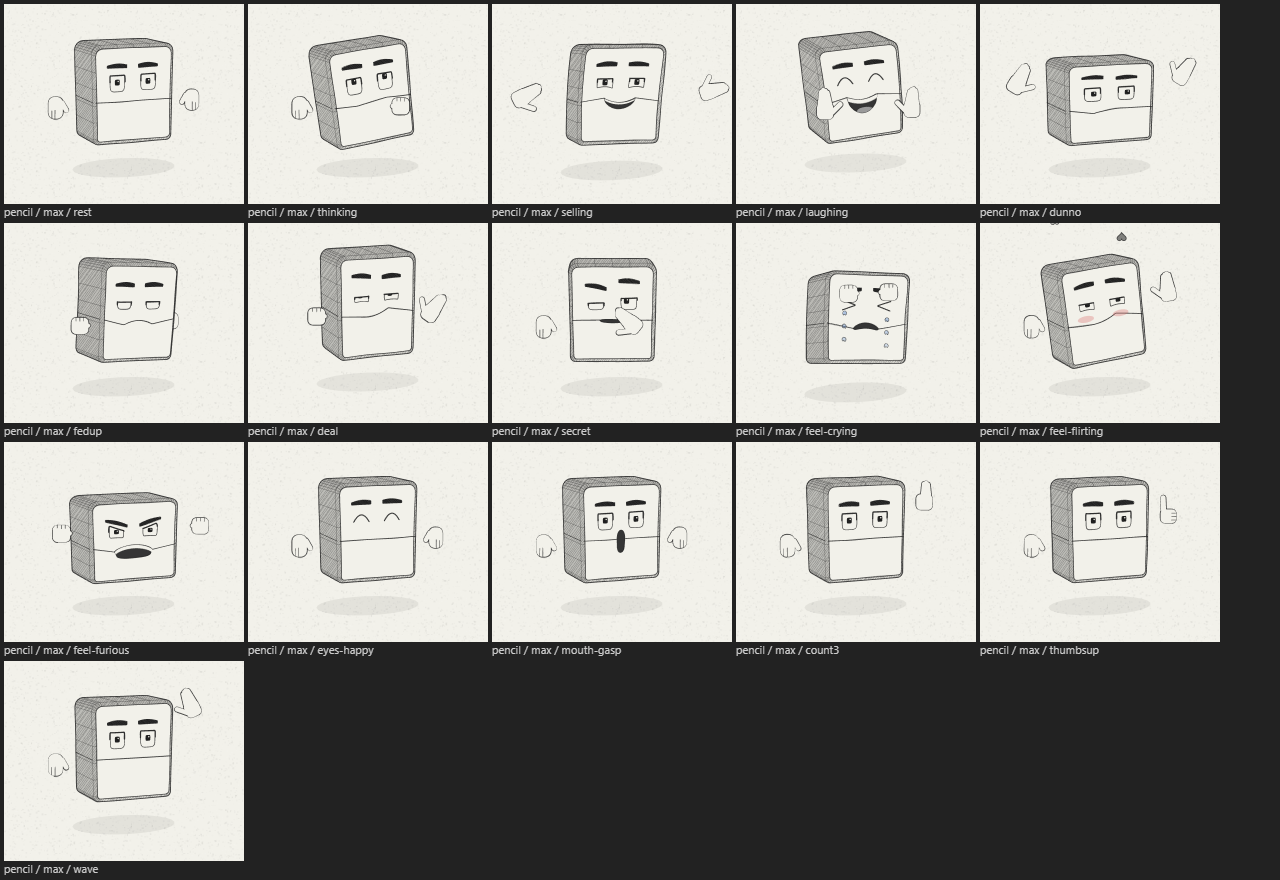 pencil / max / rest
pencil / max / thinking
pencil / max / selling
pencil / max / laughing
pencil / max / dunno
pencil / max / fedup
pencil / max / deal
pencil / max / secret
pencil / max / feel-crying
pencil / max / feel-flirting
pencil / max / feel-furious
pencil / max / eyes-happy
pencil / max / mouth-gasp
pencil / max / count3
pencil / max / thumbsup
pencil / max / wave